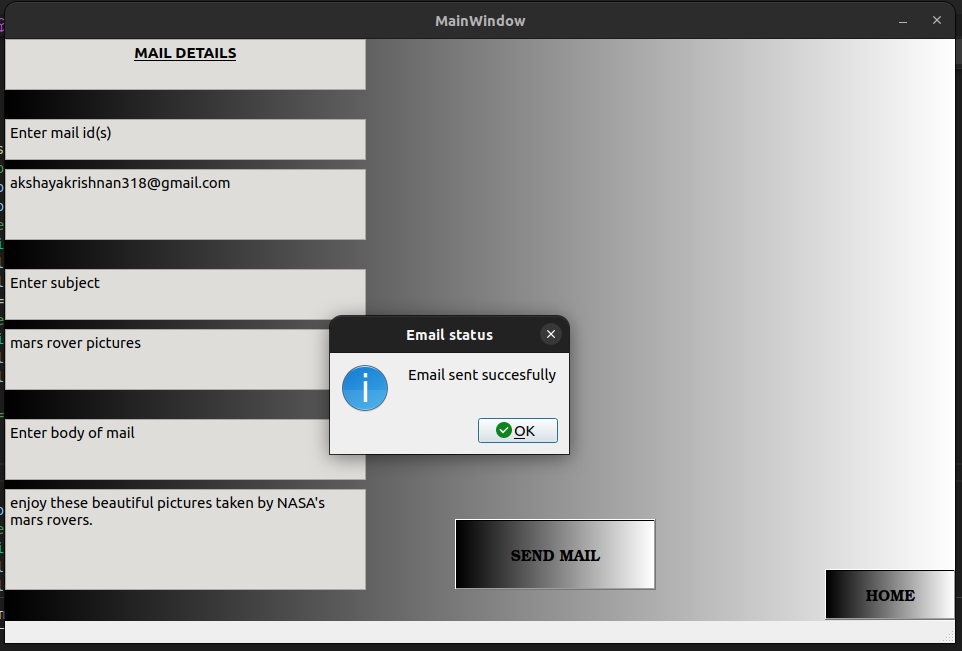 MainWindow
MAIL DETAILS
Enter mail id(s)
akshayakrishnan318@gmail.com
Enter subject
mars rover pictures
Enter body of mail
enjoy these beautiful pictures taken by NASA's
mars rovers.
Email status
Email sent succesfully
OK
SEND MAIL
HOME